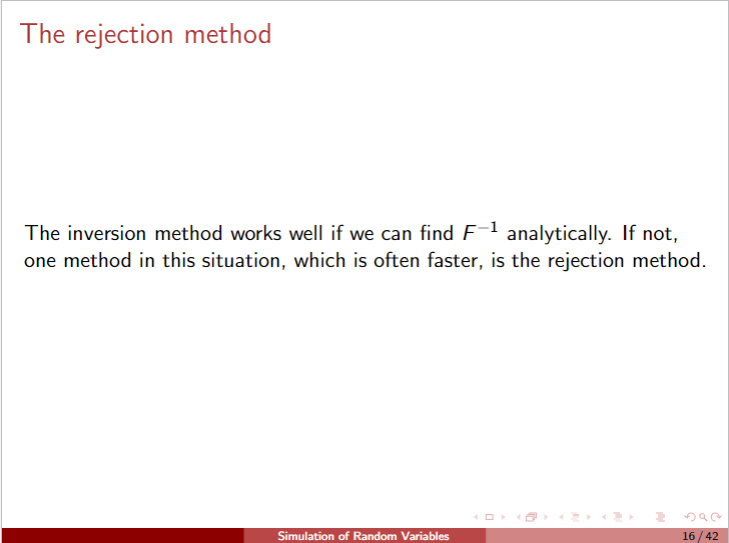 The rejection method
The inversion method works well if we can find F⁻¹ analytically. If not,
one method in this situation, which is often faster, is the rejection method.
Simulation of Random Variables
16 / 42